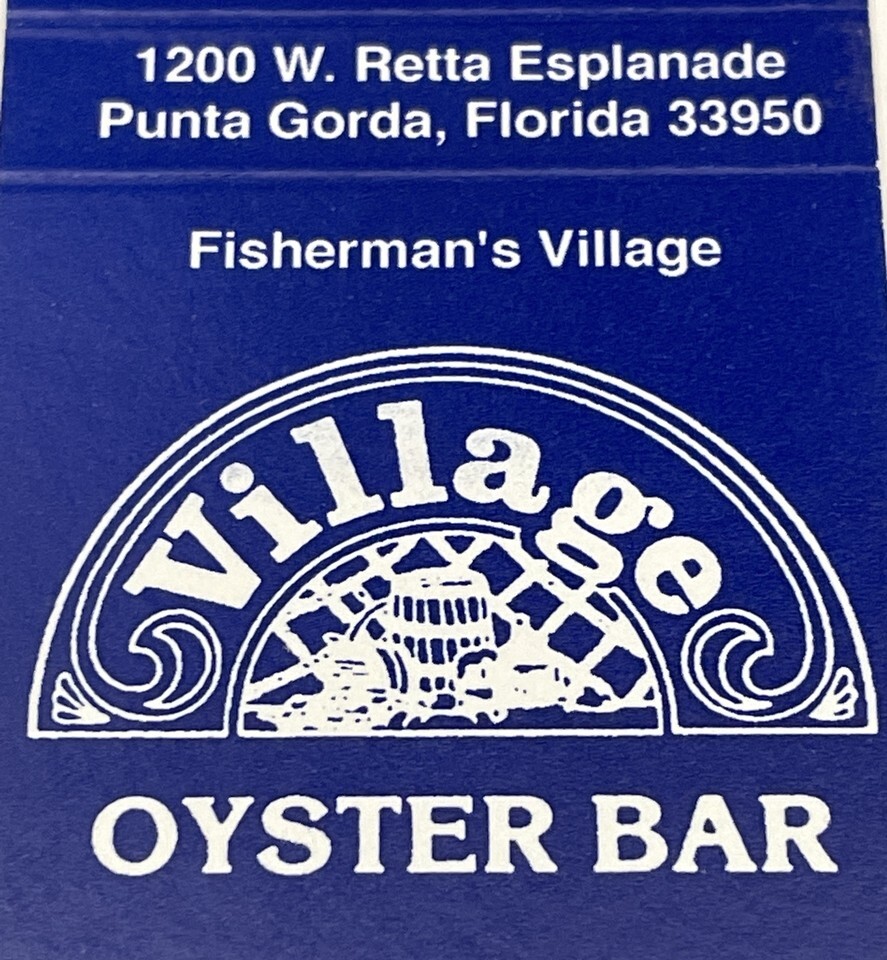 1200 W. Retta Esplanade
Punta Gorda, Florida 33950
Fisherman's Village
Village
OYSTER BAR